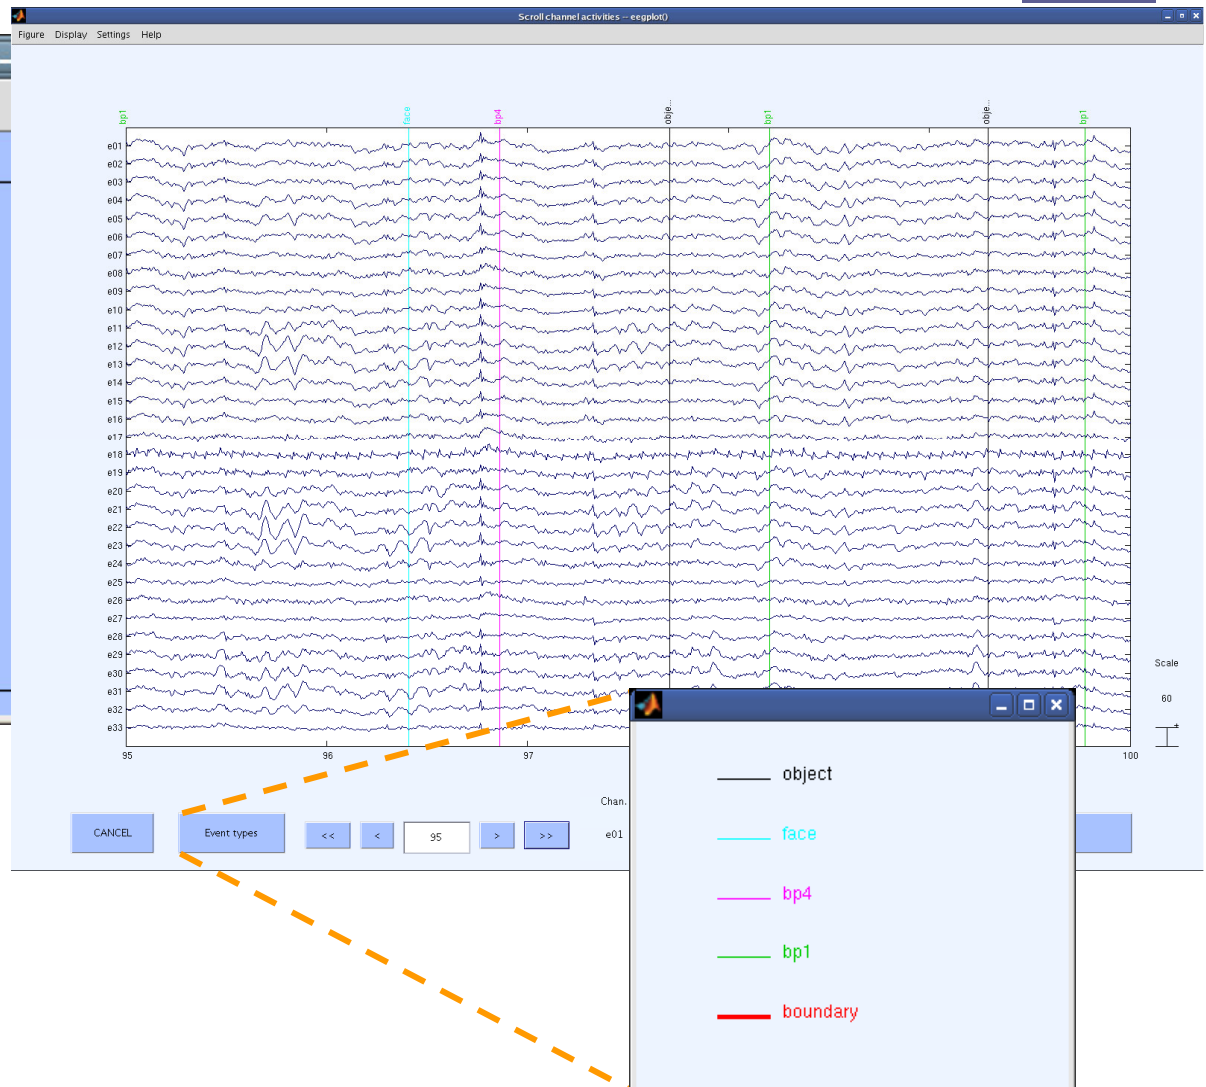 Scroll channel activities -- eegplot()
Figure Display Settings Help
bp1 face bp4 obje... bp1 obje... bp1
e01
e02
e03
e04
e05
e06
e07
e08
e09
e10
e11
e12
e13
e14
e15
e16
e17
e18
e19
e20
e21
e22
e23
e24
e25
e26
e27
e28
e29
e30
e31
e32
e33
95 96 97 100
Scale
60
+
CANCEL
Event types
<< < 95 > >>
Chan.
e01
object
face
bp4
bp1
boundary